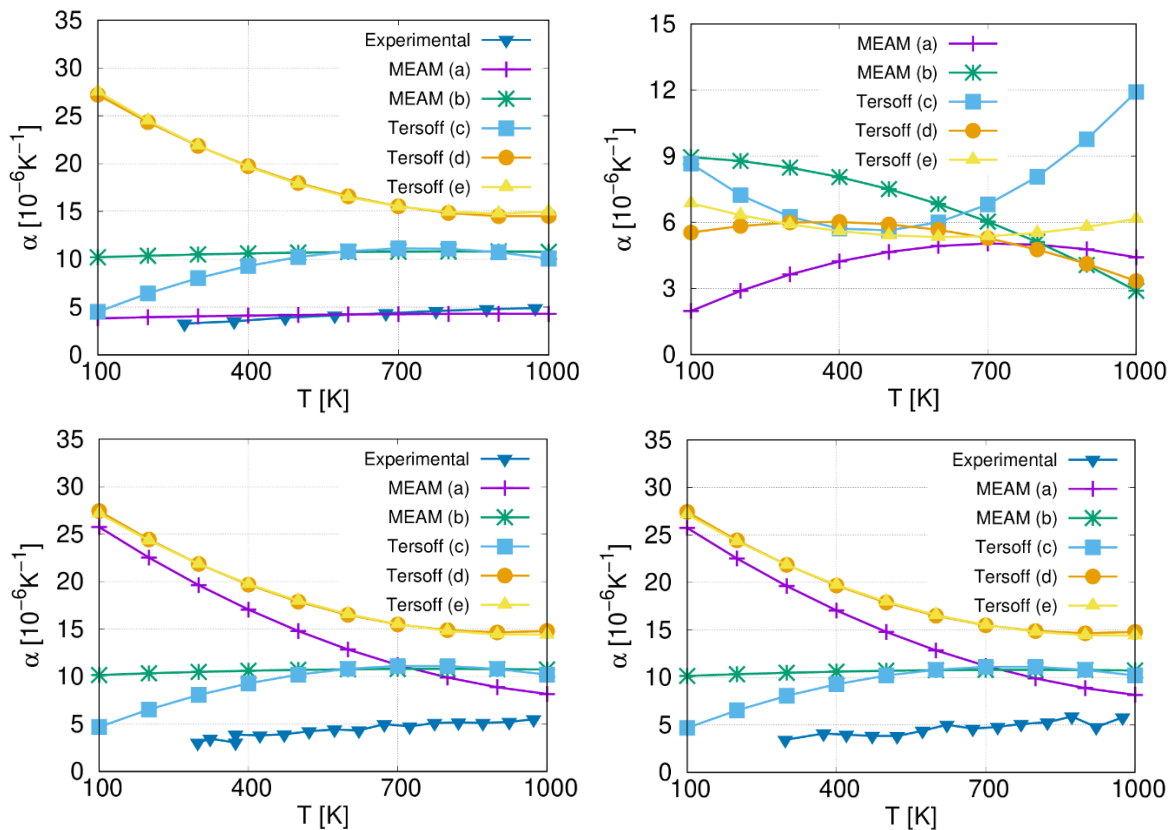 35
30
25
20
15
10
5
0
α [10⁻⁶K⁻¹]
Experimental
MEAM (a)
MEAM (b)
Tersoff (c)
Tersoff (d)
Tersoff (e)
100 400 700 1000
T [K]
15
12
9
6
3
0
α [10⁻⁶K⁻¹]
MEAM (a)
MEAM (b)
Tersoff (c)
Tersoff (d)
Tersoff (e)
100 400 700 1000
T [K]
35
30
25
20
15
10
5
0
α [10⁻⁶K⁻¹]
Experimental
MEAM (a)
MEAM (b)
Tersoff (c)
Tersoff (d)
Tersoff (e)
100 400 700 1000
T [K]
35
30
25
20
15
10
5
0
α [10⁻⁶K⁻¹]
Experimental
MEAM (a)
MEAM (b)
Tersoff (c)
Tersoff (d)
Tersoff (e)
100 400 700 1000
T [K]